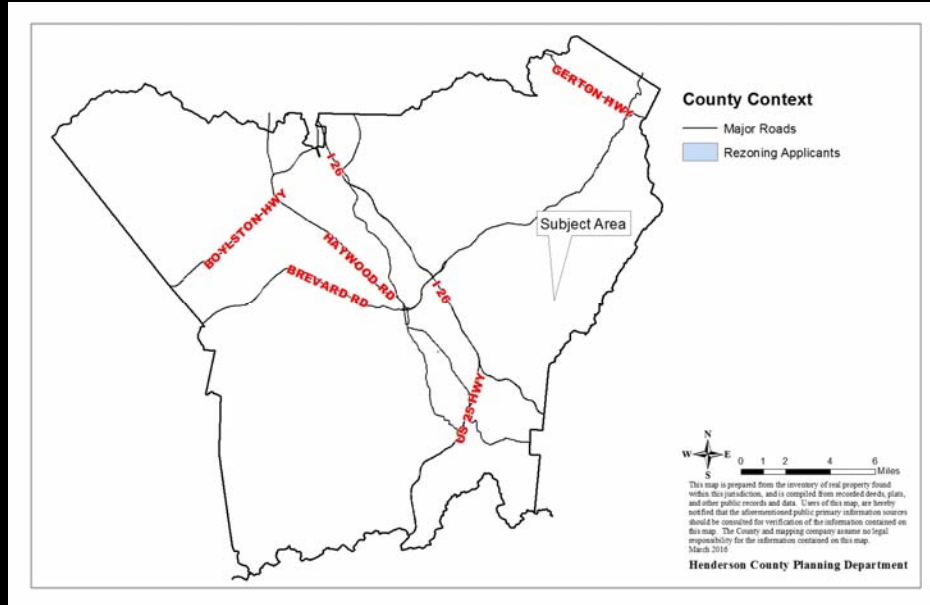 GERTON HWY
County Context
Major Roads
Rezoning Applicants
I-26
Subject Area
BOYLSTON HWY
HAYWOOD RD
BREVARD RD
I-26
US 25 HWY
N
W E
S
0 1 2 4 6
Miles
This map is prepared from the inventory of real property found
within this jurisdiction, and is compiled from recorded deeds, plats,
and other public records and data. Users of this map, are hereby
notified that the aforementioned public primary information sources
should be consulted for verification of the information contained on
this map. The County and mapping company assume no legal
responsibility for the information contained on this map.
March 2016
Henderson County Planning Department